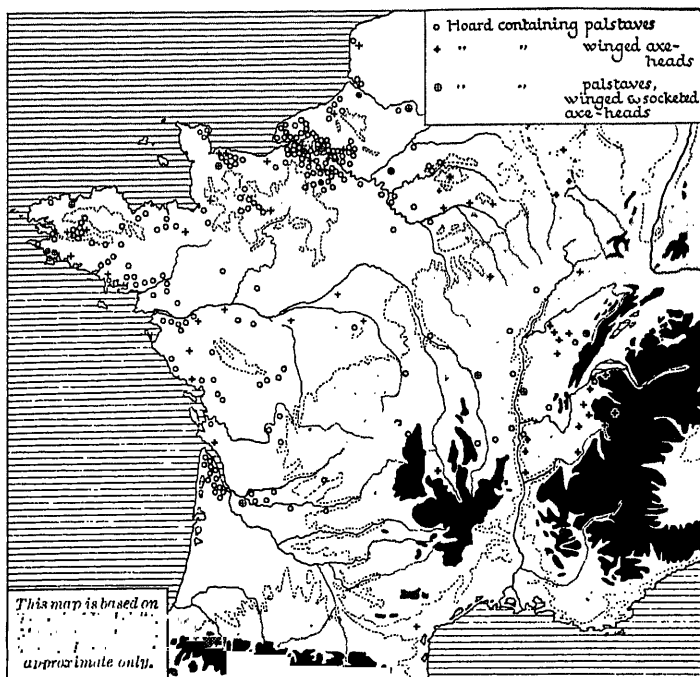 Hoard containing palstaves
" " winged axe-
heads
" " palstaves,
winged & socketed
axe-heads
This map is based on
approximate only.